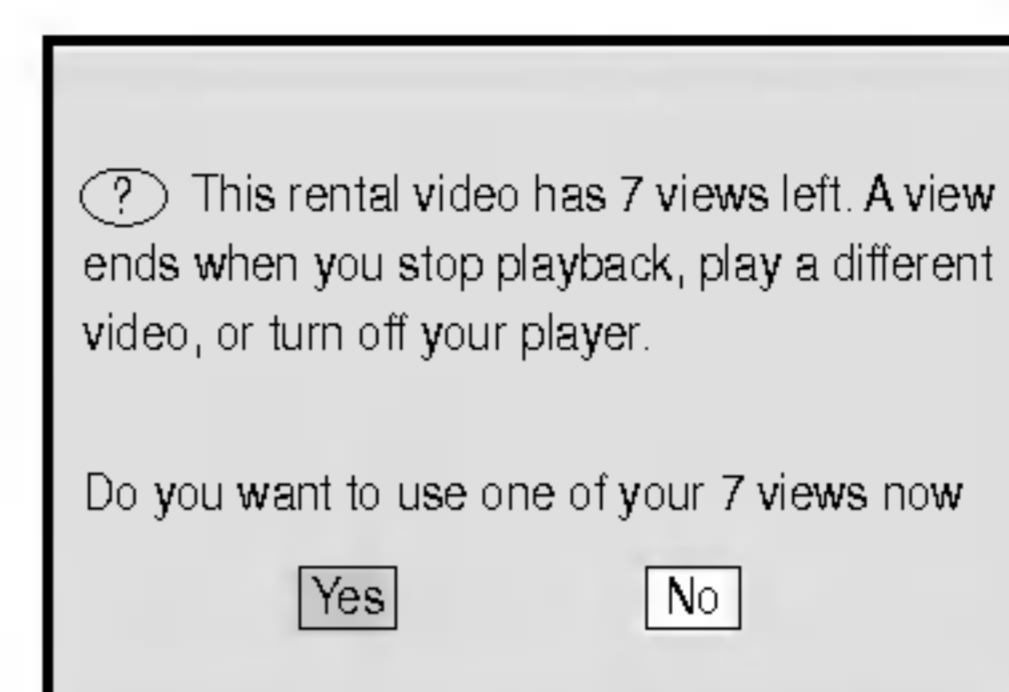 ? This rental video has 7 views left. A view
ends when you stop playback, play a different
video, or turn off your player.
Do you want to use one of your 7 views now
Yes No